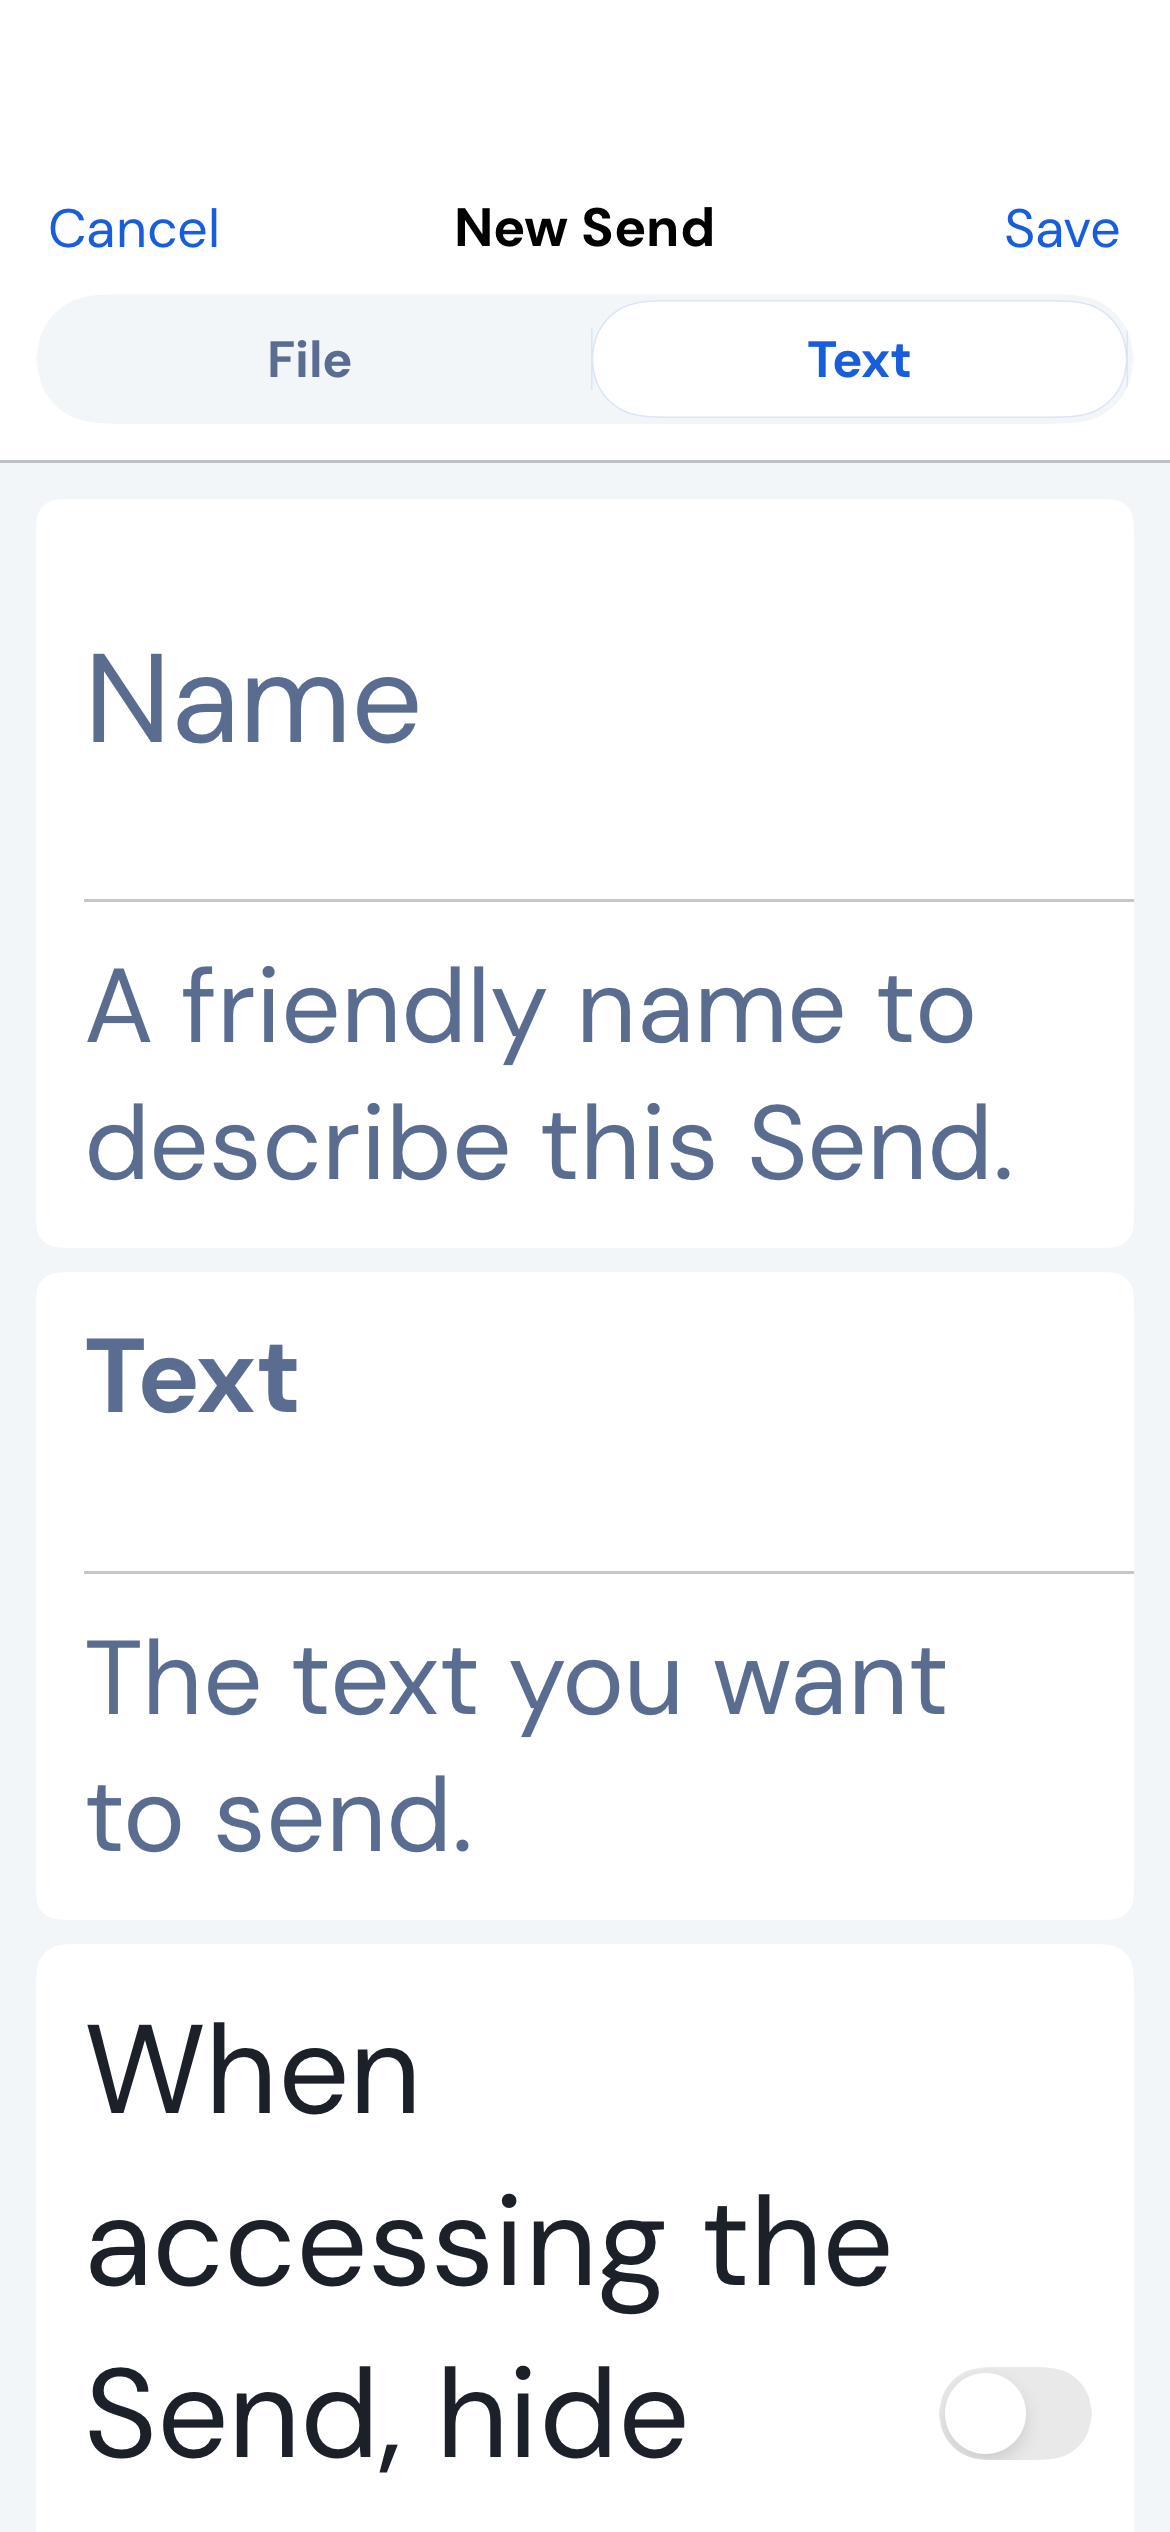 Cancel New Send Save
File Text
Name
A friendly name to
describe this Send.
Text
The text you want
to send.
When
accessing the
Send, hide